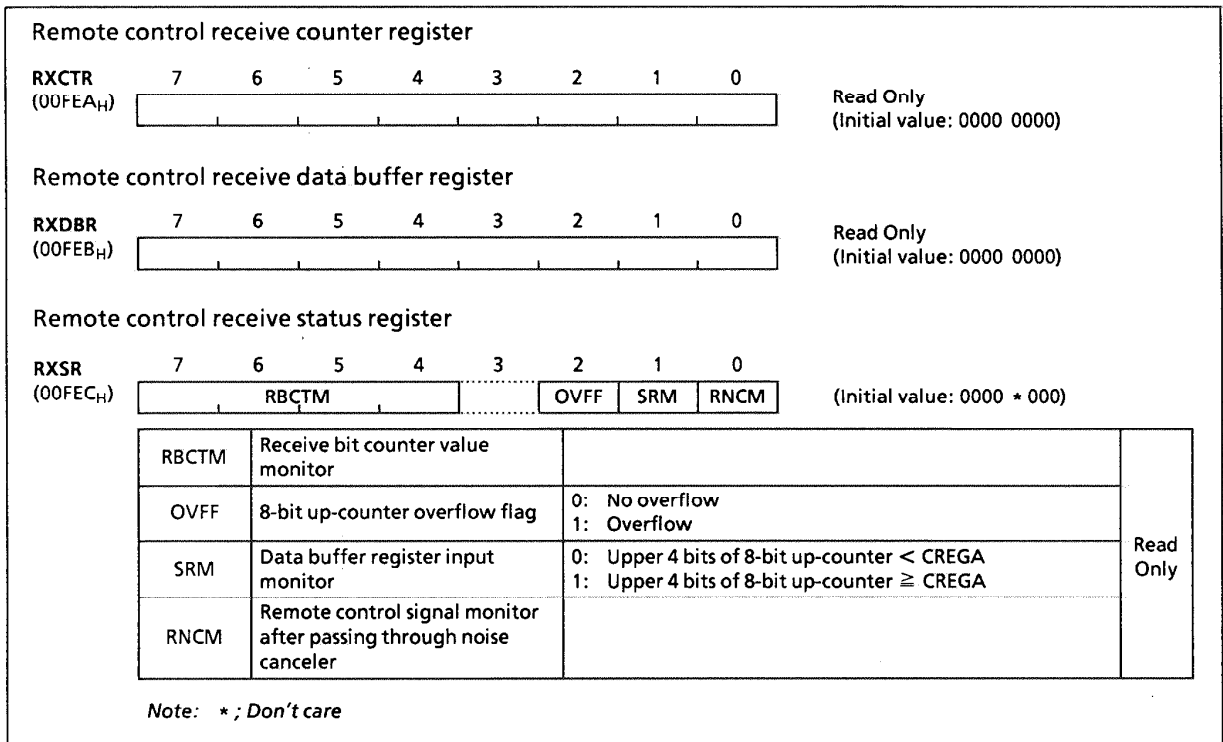 Remote control receive counter register
RXCTR 7 6 5 4 3 2 1 0
(00FEAH) Read Only
(Initial value: 0000 0000)
Remote control receive data buffer register
RXDBR 7 6 5 4 3 2 1 0
(00FEBH) Read Only
(Initial value: 0000 0000)
Remote control receive status register
RXSR 7 6 5 4 3 2 1 0
(00FECH) RBCTM OVFF SRM RNCM (Initial value: 0000 * 000)
RBCTM Receive bit counter value
monitor
OVFF 8-bit up-counter overflow flag 0: No overflow
1: Overflow
SRM Data buffer register input
monitor 0: Upper 4 bits of 8-bit up-counter < CREGA
1: Upper 4 bits of 8-bit up-counter ≧ CREGA
RNCM Remote control signal monitor
after passing through noise
canceler
Read
Only
Note: * ; Don't care